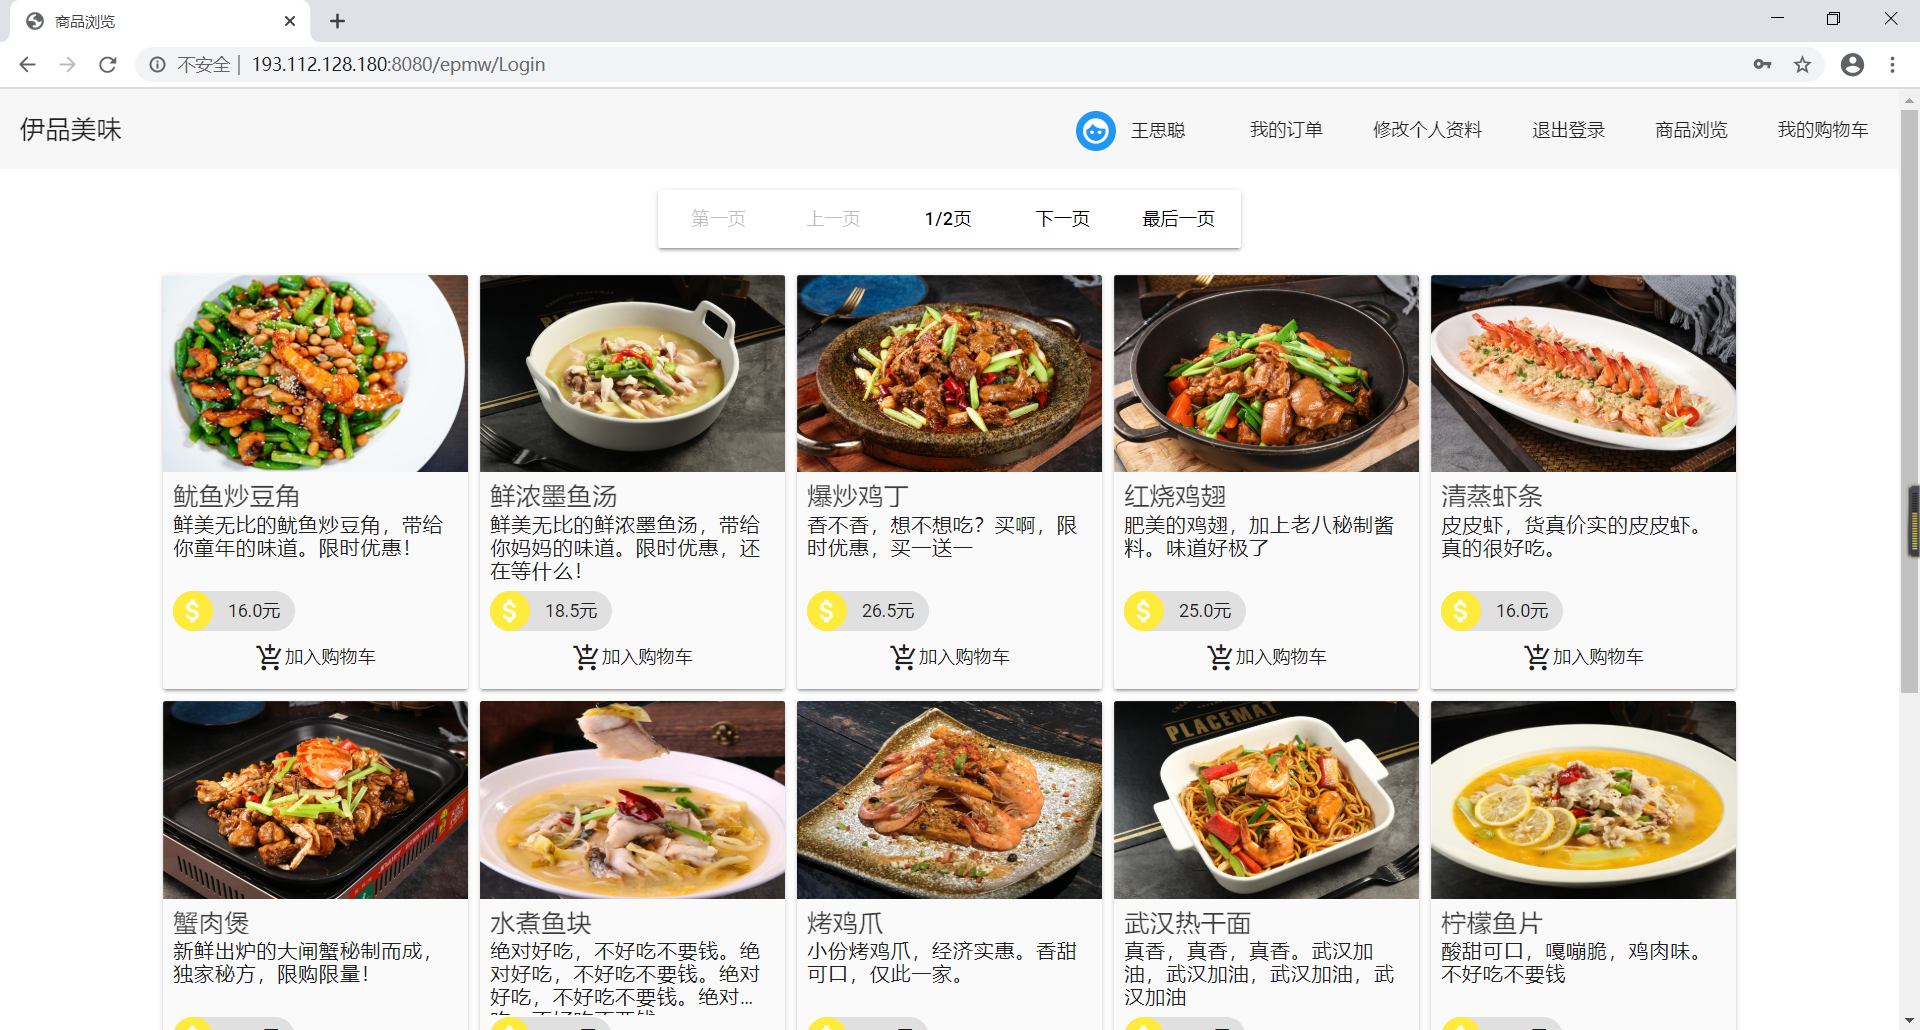 商品浏览
不安全 | 193.112.128.180:8080/epmw/Login
伊品美味
王思聪
我的订单
修改个人资料
退出登录
商品浏览
我的购物车
第一页
上一页
1/2页
下一页
最后一页
鱿鱼炒豆角
鲜美无比的鱿鱼炒豆角，带给
你童年的味道。限时优惠！
16.0元
加入购物车
鲜浓墨鱼汤
鲜美无比的鲜浓墨鱼汤，带给
你妈妈的味道。限时优惠，还
在等什么！
18.5元
加入购物车
爆炒鸡丁
香不香，想不想吃？买啊，限
时优惠，买一送一
26.5元
加入购物车
红烧鸡翅
肥美的鸡翅，加上老八秘制酱
料。味道好极了
25.0元
加入购物车
清蒸虾条
皮皮虾，货真价实的皮皮虾。
真的很好吃。
16.0元
加入购物车
蟹肉煲
新鲜出炉的大闸蟹秘制而成，
独家秘方，限购限量！
水煮鱼块
绝对好吃，不好吃不要钱。绝
对好吃，不好吃不要钱。绝对
好吃，不好吃不要钱。绝对...
烤鸡爪
小份烤鸡爪，经济实惠。香甜
可口，仅此一家。
PLACEMAT
武汉热干面
真香，真香，真香。武汉加
油，武汉加油，武汉加油，武
汉加油
柠檬鱼片
酸甜可口，嘎嘣脆，鸡肉味。
不好吃不要钱